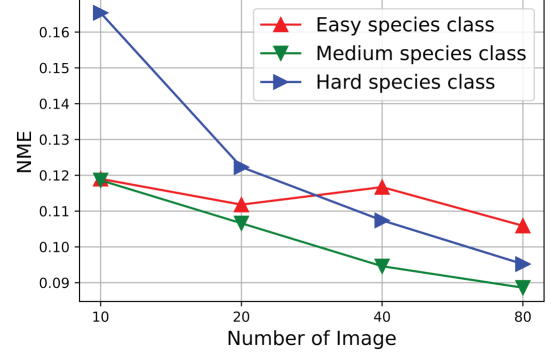 0.16
0.15
0.14
0.13
0.12
0.11
0.10
0.09
NME
Easy species class
Medium species class
Hard species class
10 20 40 80
Number of Image